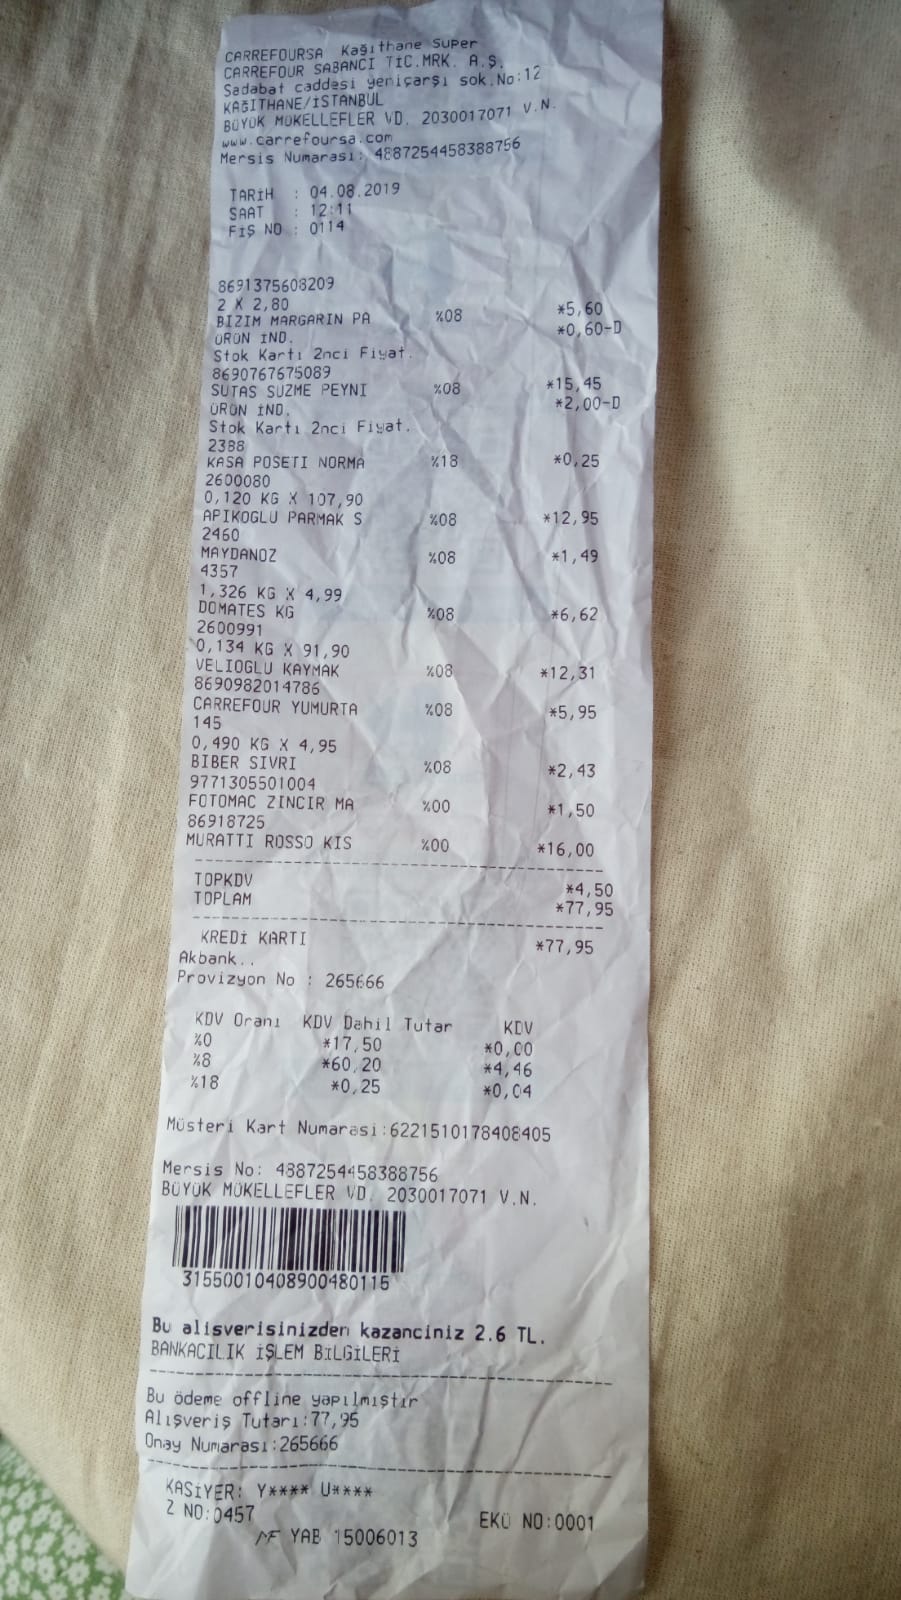 CARREFOURSA Kağıthane Super
CARREFOUR SABANCI TİC.MRK. A.Ş.
Sadabat caddesi yeniçarşı sok.No:12
KAĞITHANE/İSTANBUL
BÜYÜK MÜKELLEFLER VD. 2030017071 V.N.
www.carrefoursa.com
Mersis Numarası: 4887254458388756
TARİH : 04.08.2019
SAAT : 12:11
FİŞ NO : 0114
8691375608209
2 X 2,80
BIZIM MARGARIN PA %08 *5,60
ÜRÜN İND. *0,60-D
Stok Kartı 2nci Fiyat.
8690767675089
SUTAS SUZME PEYNI %08 *15,45
ÜRÜN İND. *2,00-D
Stok Kartı 2nci Fiyat.
2388
KASA POSETI NORMA %18 *0,25
2600080
0,120 KG X 107,90
APIKOGLU PARMAK S %08 *12,95
2460
MAYDANOZ %08 *1,49
4357
1,326 KG X 4,99
DOMATES KG %08 *6,62
2600991
0,134 KG X 91,90
VELIOGLU KAYMAK %08 *12,31
8690982014786
CARREFOUR YUMURTA %08 *5,95
145
0,490 KG X 4,95
BIBER SIVRI %08 *2,43
9771305501004
FOTOMAC ZINCIR MA %00 *1,50
86918725
MURATTI ROSSO KIS %00 *16,00
TOPKDV *4,50
TOPLAM *77,95
KREDİ KARTI *77,95
Akbank..
Provizyon No : 265666
KDV Oranı KDV Dahil Tutar KDV
%0 *17,50 *0,00
%8 *60,20 *4,46
%18 *0,25 *0,04
Müsteri Kart Numarasi:6221510178408405
Mersis No: 4887254458388756
BÜYÜK MÜKELLEFLER VD. 2030017071 V.N.
31550010408900480115
Bu alisverisinizden kazanciniz 2.6 TL.
BANKACILIK İŞLEM BİLGİLERİ
Bu ödeme offline yapılmıştır
Alışveriş Tutarı:77,95
Onay Numarası:265666
KASİYER: Y**** U****
Z NO:0457 EKÜ NO:0001
MF YAB 15006013